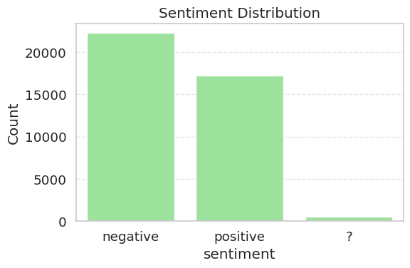 Sentiment Distribution
Count
20000
15000
10000
5000
0
negative positive ?
sentiment